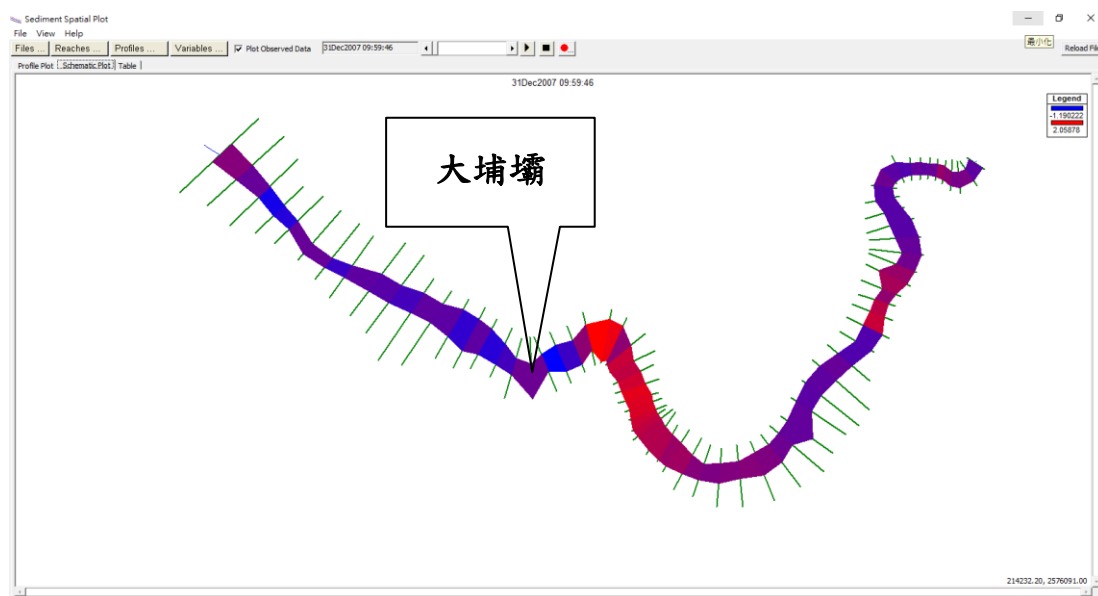 Sediment Spatial Plot
File View Help
Files ... Reaches ... Profiles ... Variables ... Plot Observed Data 31Dec2007 09:59:46
最小化
Reload File
Profile Plot Schematic Plot Table
31Dec2007 09:59:46
Legend
-1.190222
2.05878
大埔壩
214232.20, 2576091.00